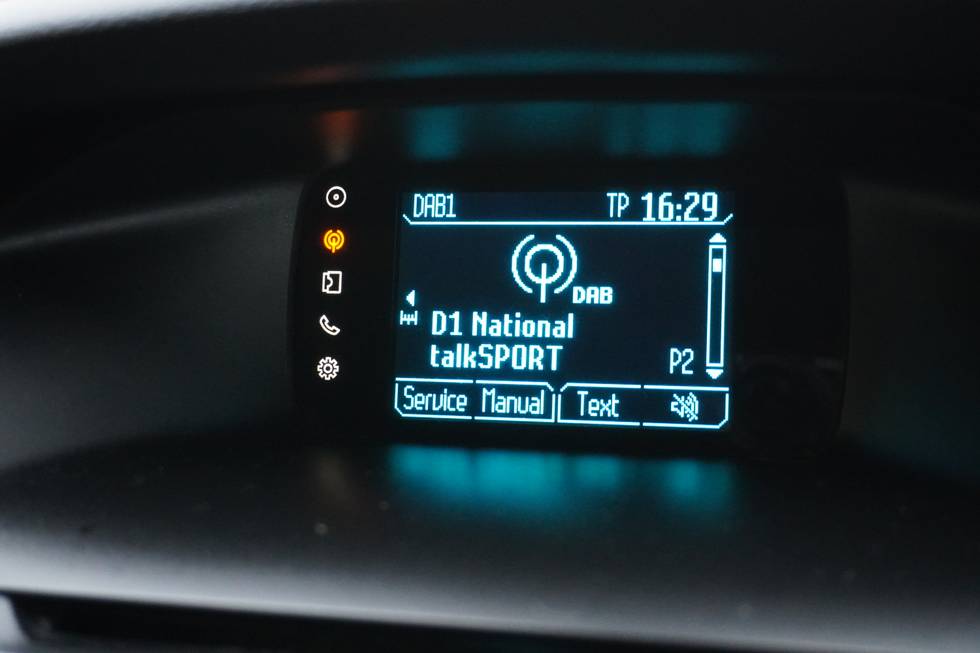 DAB1 TP 16:29
DAB
D1 National
talkSPORT P2
Service Manual Text